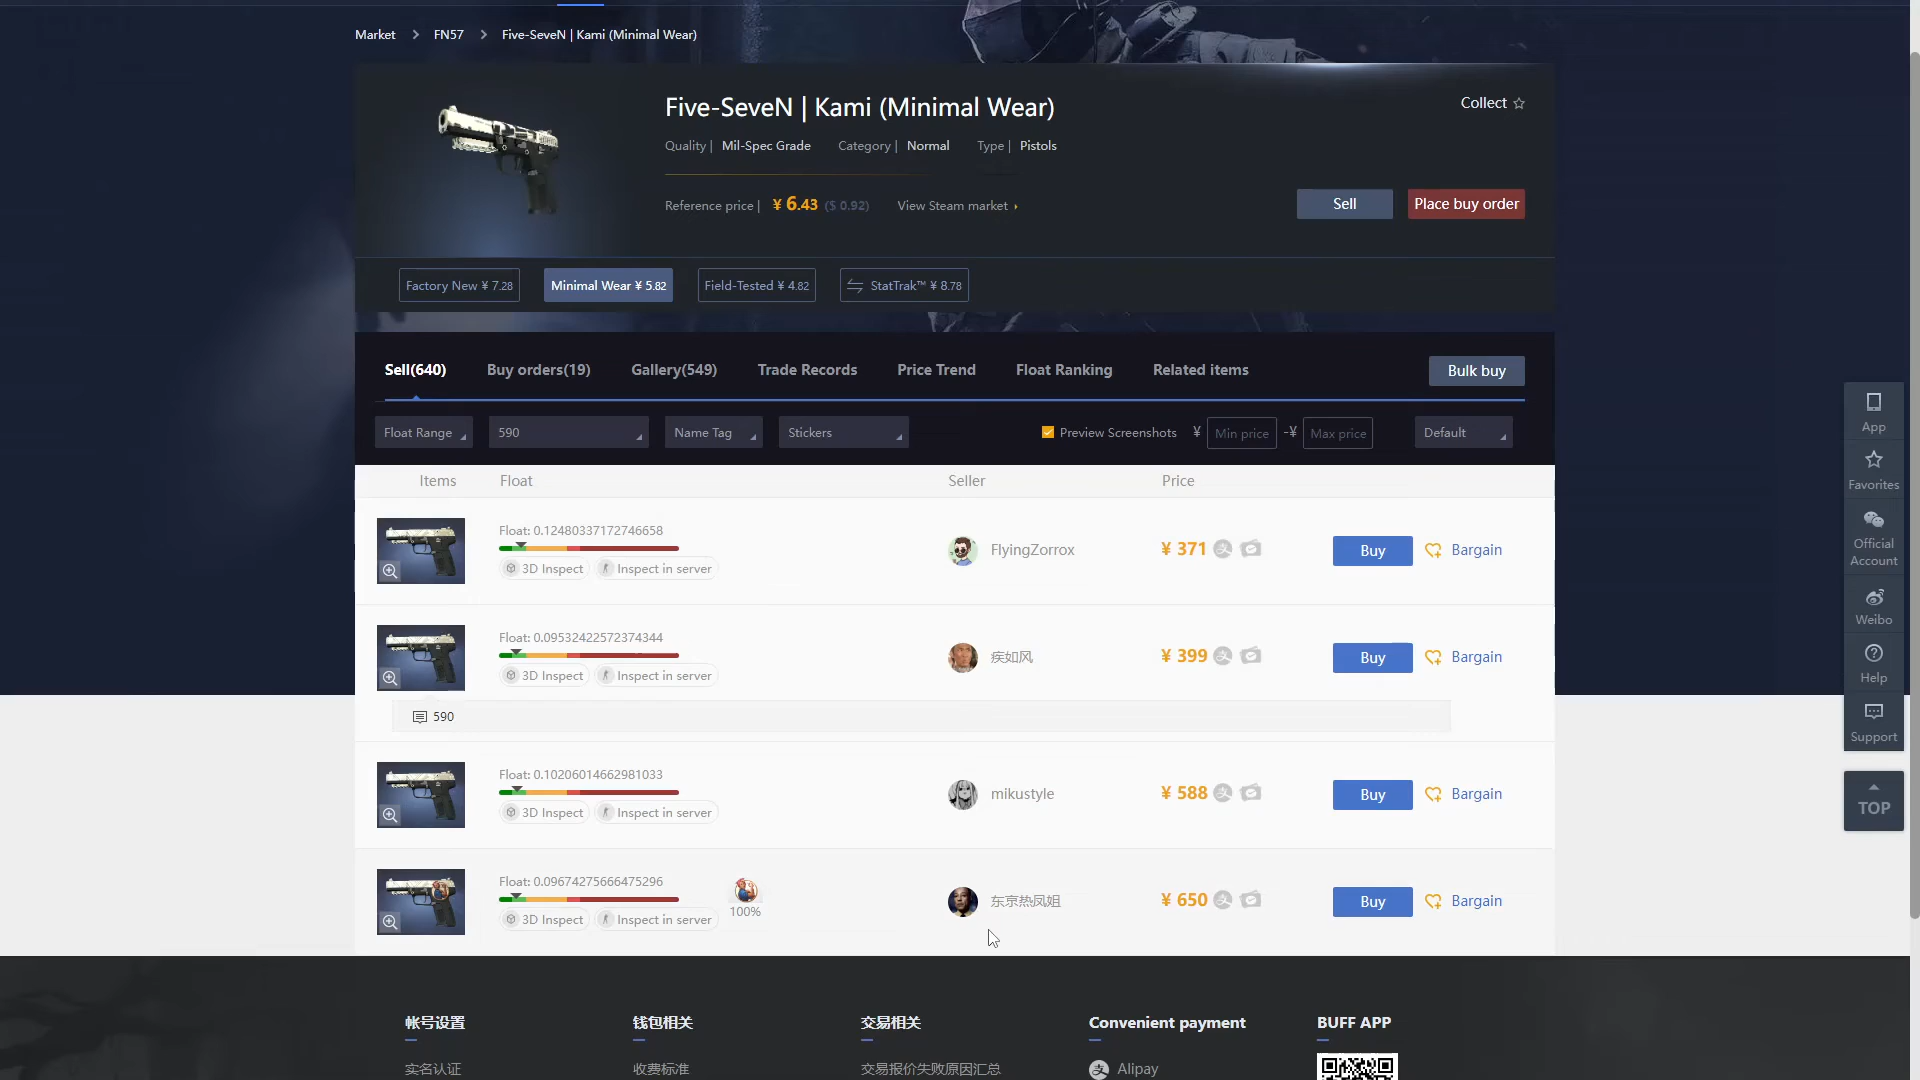 Market > FN57 > Five-SeveN | Kami (Minimal Wear)
Five-SeveN | Kami (Minimal Wear)
Collect
Quality | Mil-Spec Grade Category | Normal Type | Pistols
Reference price | ¥ 6.43 ($ 0.92) View Steam market
Sell
Place buy order
Factory New ¥ 7.28
Minimal Wear ¥ 5.82
Field-Tested ¥ 4.82
StatTrak™ ¥ 8.78
Sell(640) Buy orders(19) Gallery(549) Trade Records Price Trend Float Ranking Related items
Bulk buy
Float Range 590 Name Tag Stickers
Preview Screenshots ¥ Min price -¥ Max price Default
Items Float Seller Price
Float: 0.12480337172746658
3D Inspect Inspect in server
FlyingZorrox
¥ 371
Buy
Bargain
Float: 0.09532422572374344
3D Inspect Inspect in server
疾如风
¥ 399
Buy
Bargain
590
Float: 0.10206014662981033
3D Inspect Inspect in server
mikustyle
¥ 588
Buy
Bargain
Float: 0.09674275666475296
3D Inspect Inspect in server
100%
东京热凤姐
¥ 650
Buy
Bargain
App
Favorites
Official
Account
Weibo
Help
Support
TOP
帐号设置
钱包相关
交易相关
Convenient payment
BUFF APP
实名认证
收费标准
交易报价失败原因汇总
Alipay